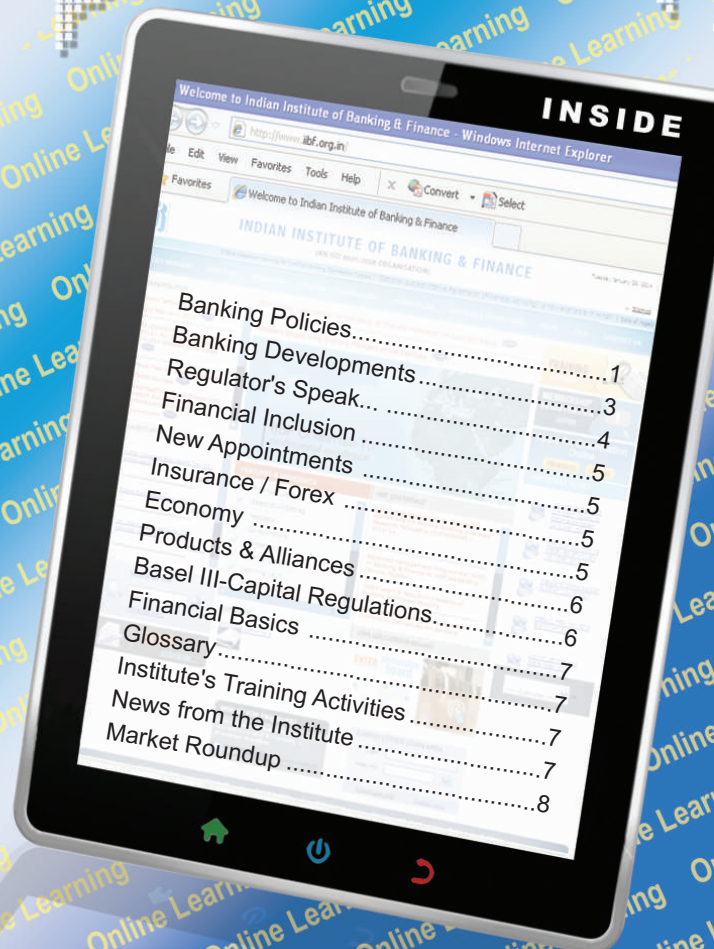 INSIDE
Welcome to Indian Institute of Banking & Finance - Windows Internet Explorer
http://www.iibf.org.in/
Edit View Favorites Tools Help
Convert
Select
Favorites
Welcome to Indian Institute of Banking & Finance
INDIAN INSTITUTE OF BANKING & FINANCE
Banking Policies..................................1
Banking Developments........................3
Regulator's Speak... ...........................4
Financial Inclusion ...............................5
New Appointments ..............................5
Insurance / Forex ................................5
Economy .............................................5
Products & Alliances............................6
Basel III-Capital Regulations................6
Financial Basics ..................................7
Glossary...............................................7
Institute's Training Activities.................7
News from the Institute........................7
Market Roundup ..................................8
Online Learning
Online Learning
Online Learning
Online Learning